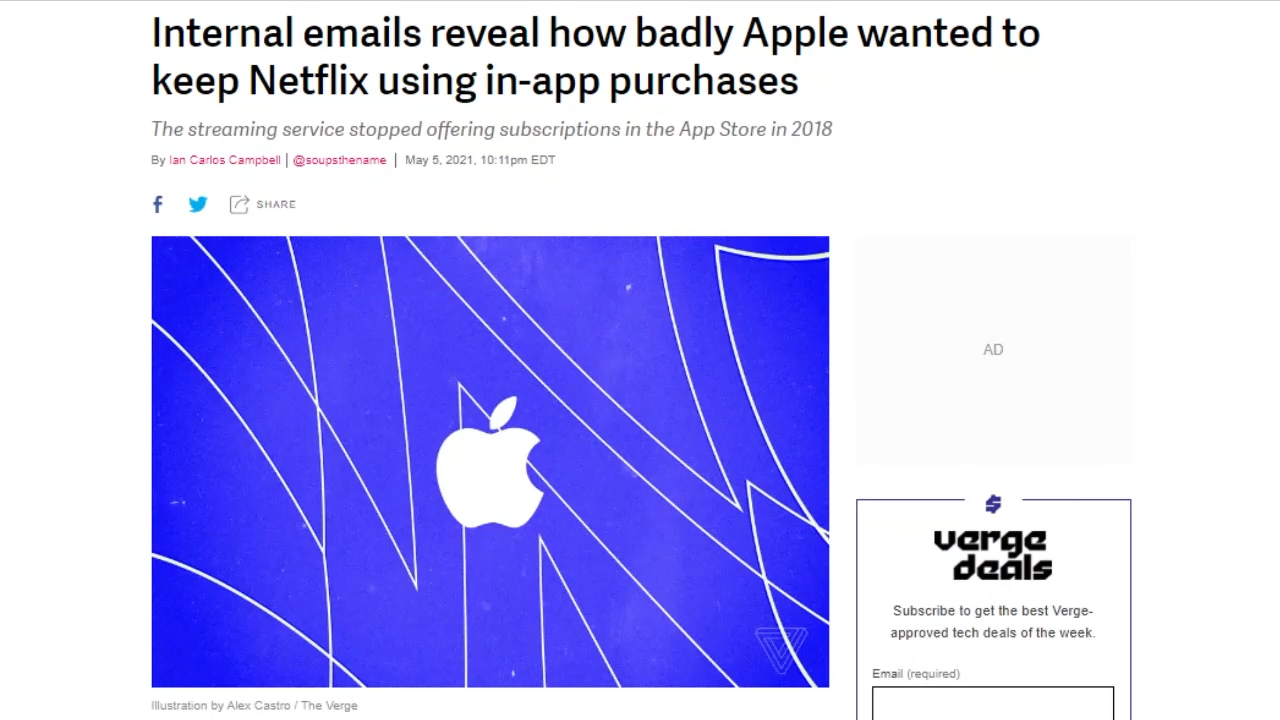 Internal emails reveal how badly Apple wanted to
keep Netflix using in-app purchases
The streaming service stopped offering subscriptions in the App Store in 2018
By Ian Carlos Campbell | @soupsthename | May 5, 2021, 10:11pm EDT
SHARE
AD
verge
deals
Subscribe to get the best Verge-
approved tech deals of the week.
Email (required)
Illustration by Alex Castro / The Verge